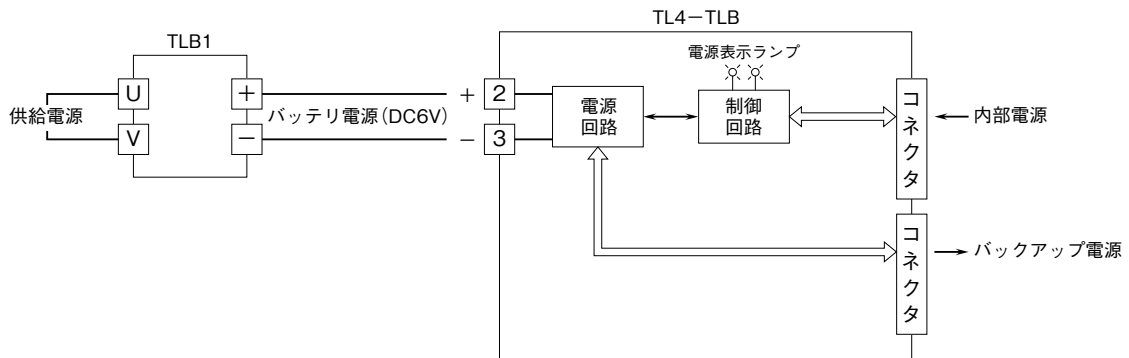 TLB1
TL4－TLB
電源表示ランプ
供給電源
U
V
＋
－
バッテリ電源(DC6V)
＋
－
2
3
電源
回路
制御
回路
コネクタ
内部電源
コネクタ
バックアップ電源